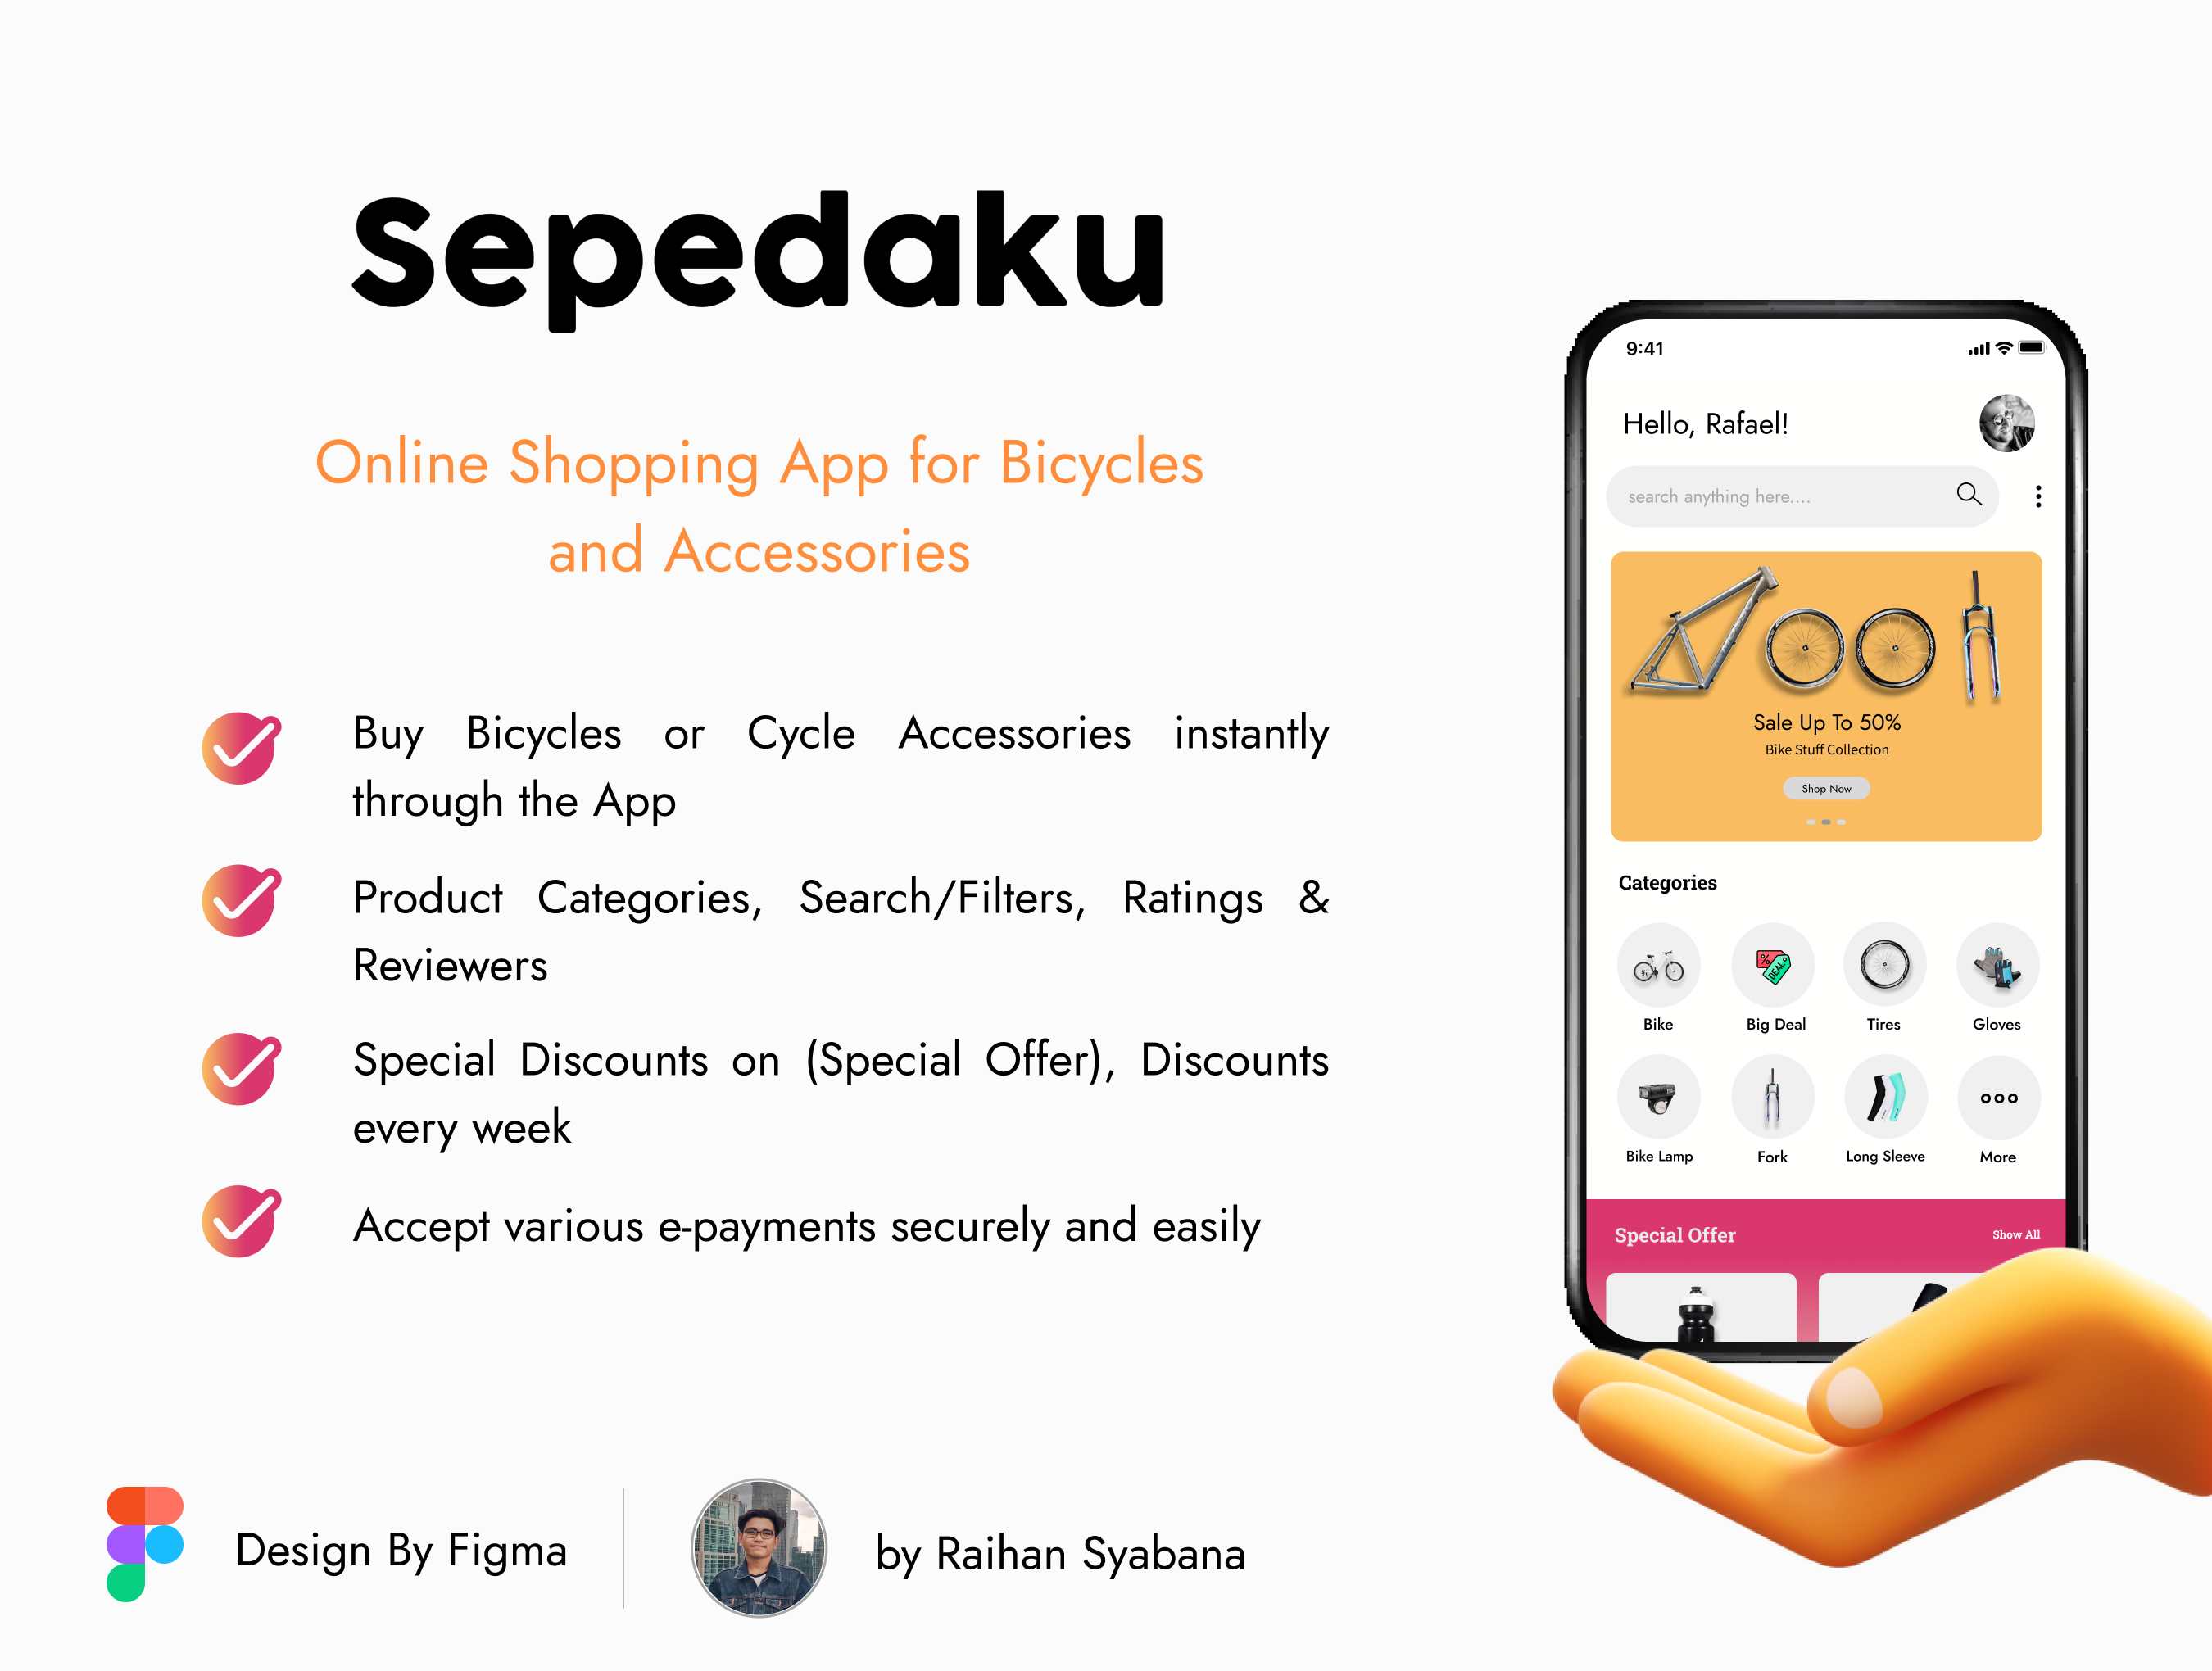 Sepedaku
Online Shopping App for Bicycles
and Accessories
Buy Bicycles or Cycle Accessories instantly
through the App
Product Categories, Search/Filters, Ratings &
Reviewers
Special Discounts on (Special Offer), Discounts
every week
Accept various e-payments securely and easily
Design By Figma
by Raihan Syabana
9:41
Hello, Rafael!
search anything here....
Sale Up To 50%
Bike Stuff Collection
Shop Now
Categories
%
DEAL
Bike
Big Deal
Tires
Gloves
Bike Lamp
Fork
Long Sleeve
More
Special Offer
Show All